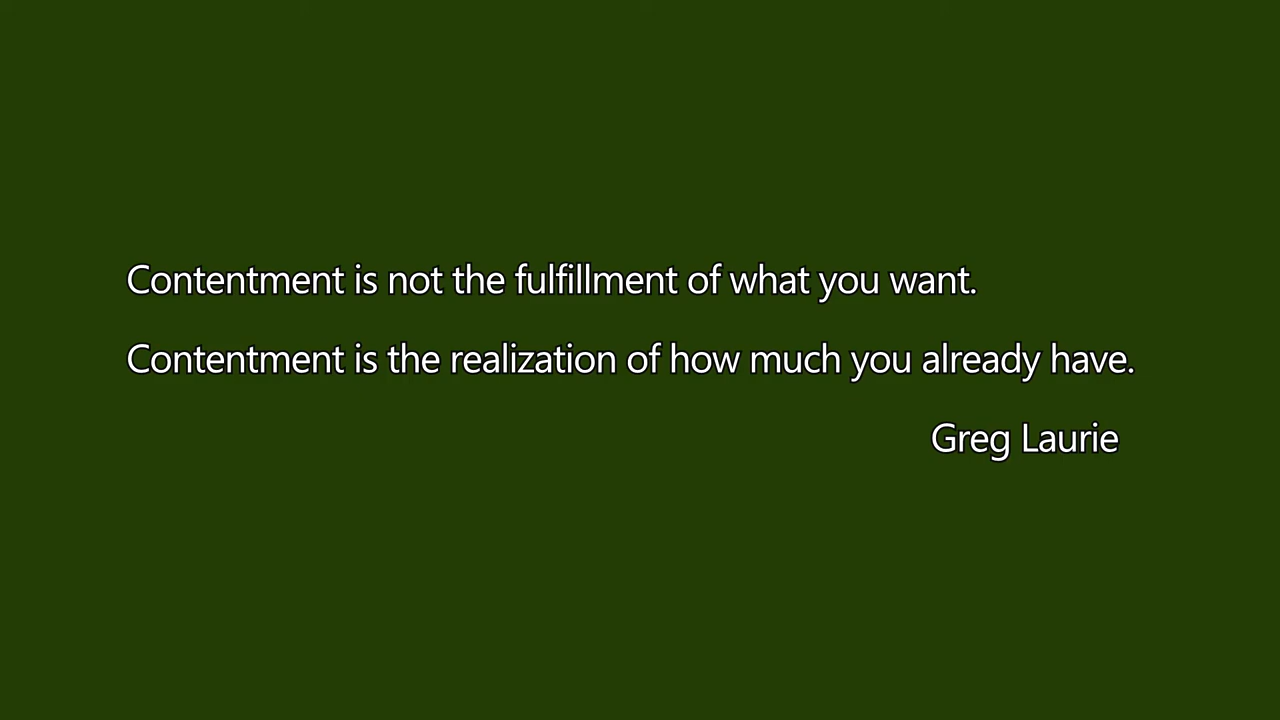 Contentment is not the fulfillment of what you want.
Contentment is the realization of how much you already have.
Greg Laurie